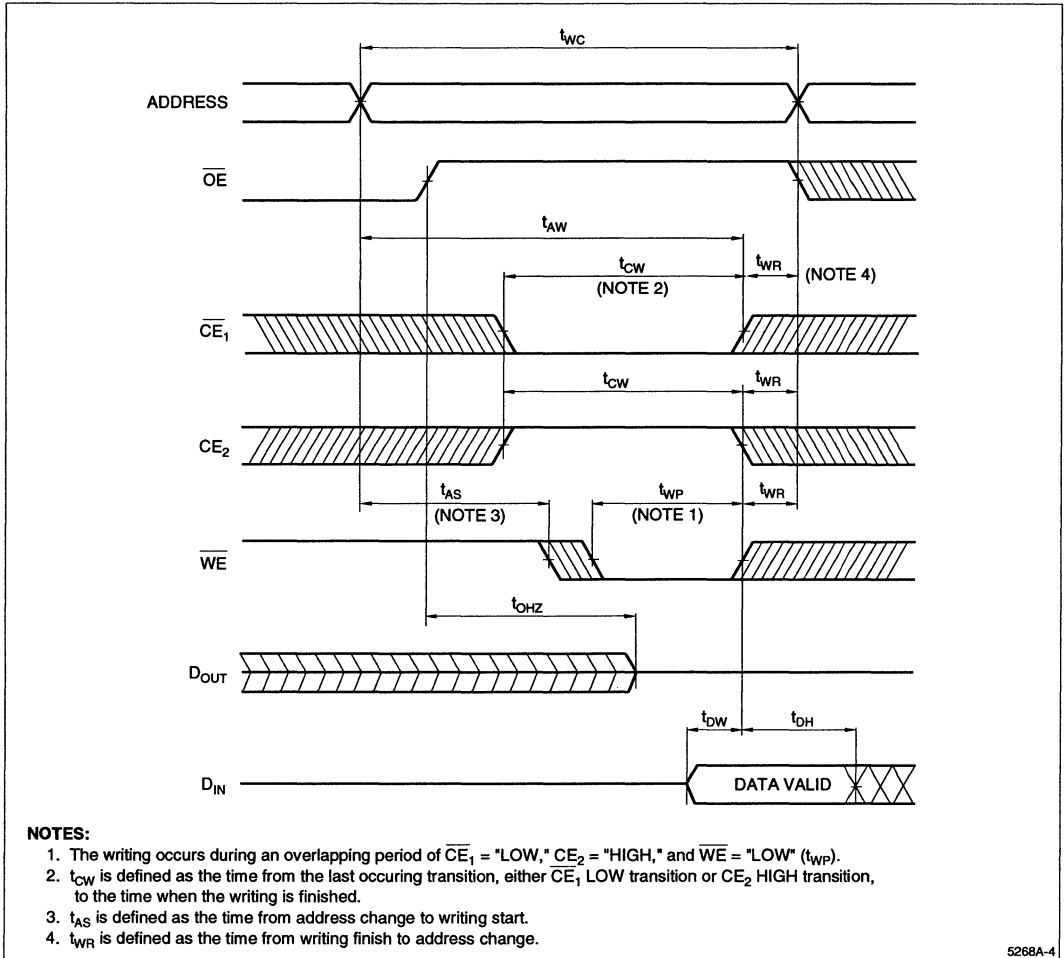 tWC
ADDRESS
OE
tAW
tCW
tWR
(NOTE 2)
(NOTE 4)
CE1
tCW
tWR
CE2
tAS
tWP
tWR
(NOTE 3)
(NOTE 1)
WE
tOHZ
DOUT
tDW
tDH
DIN
DATA VALID
NOTES:
1. The writing occurs during an overlapping period of CE1 = "LOW," CE2 = "HIGH," and WE = "LOW" (tWP).
2. tCW is defined as the time from the last occuring transition, either CE1 LOW transition or CE2 HIGH transition,
to the time when the writing is finished.
3. tAS is defined as the time from address change to writing start.
4. tWR is defined as the time from writing finish to address change.
5268A-4